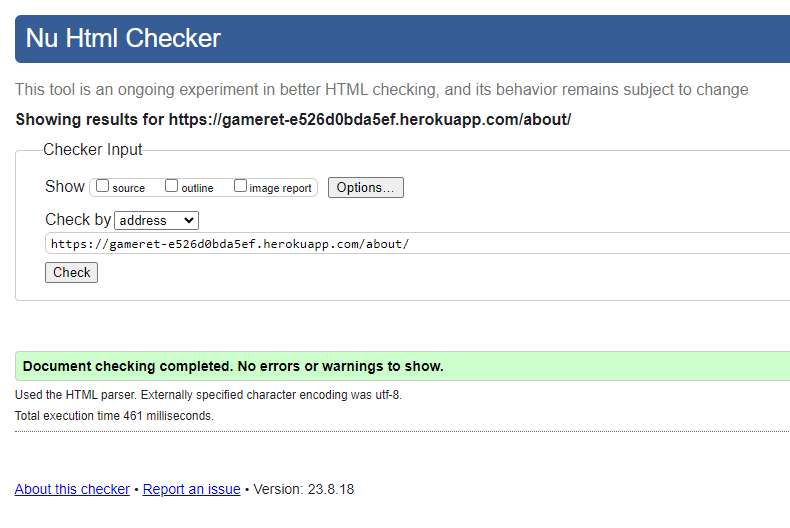 Nu Html Checker
This tool is an ongoing experiment in better HTML checking, and its behavior remains subject to change
Showing results for https://gameret-e526d0bda5ef.herokuapp.com/about/
Checker Input
Show source outline image report Options...
Check by address
https://gameret-e526d0bda5ef.herokuapp.com/about/
Check
Document checking completed. No errors or warnings to show.
Used the HTML parser. Externally specified character encoding was utf-8.
Total execution time 461 milliseconds.
About this checker • Report an issue • Version: 23.8.18